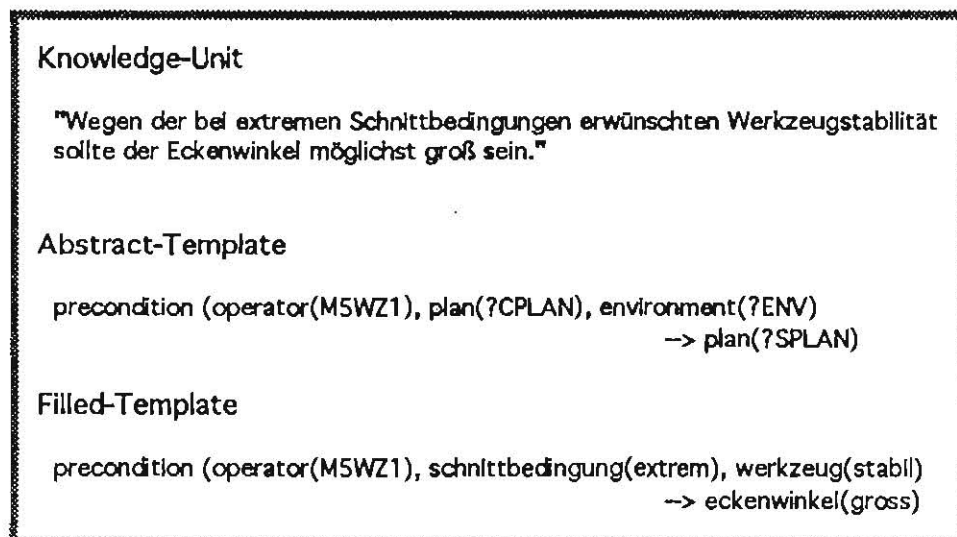 Knowledge-Unit
"Wegen der bei extremen Schnittbedingungen erwünschten Werkzeugstabilität
sollte der Eckenwinkel möglichst groß sein."
Abstract-Template
precondition (operator(M5WZ1), plan(?CPLAN), environment(?ENV)
--> plan(?SPLAN)
Filled-Template
precondition (operator(M5WZ1), schnittbedingung(extrem), werkzeug(stabil)
--> eckenwinkel(gross)